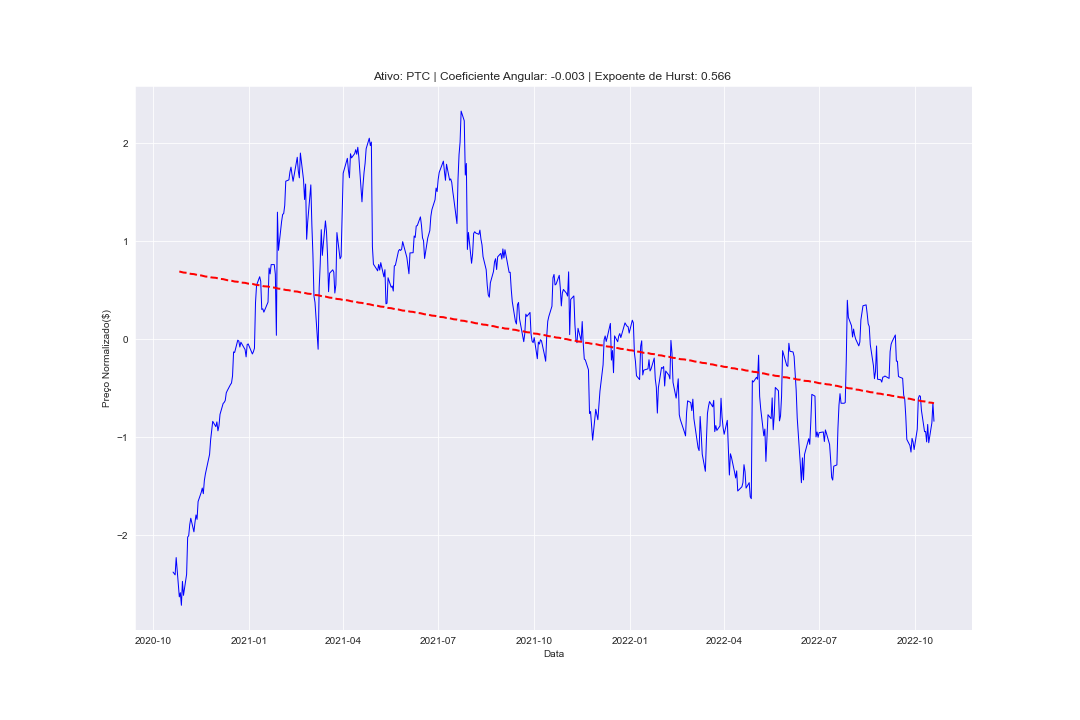 Ativo: PTC | Coeficiente Angular: -0.003 | Expoente de Hurst: 0.566
Preço Normalizado($)
2
1
0
−1
−2
2020-10 2021-01 2021-04 2021-07 2021-10 2022-01 2022-04 2022-07 2022-10
Data